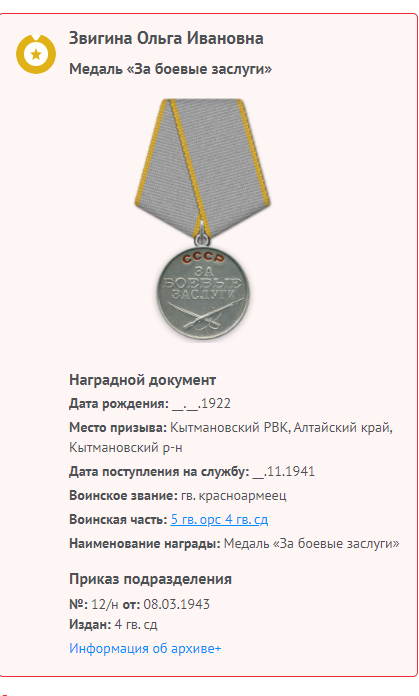 Звигина Ольга Ивановна
Медаль «За боевые заслуги»
СССР
ЗА
БОЕВЫЕ
ЗАСЛУГИ
Наградной документ
Дата рождения: __.__.1922
Место призыва: Кытмановский РВК, Алтайский край,
Кытмановский р-н
Дата поступления на службу: __.11.1941
Воинское звание: гв. красноармеец
Воинская часть: 5 гв. орс 4 гв. сд
Наименование награды: Медаль «За боевые заслуги»
Приказ подразделения
№: 12/н от: 08.03.1943
Издан: 4 гв. сд
Информация об архиве+